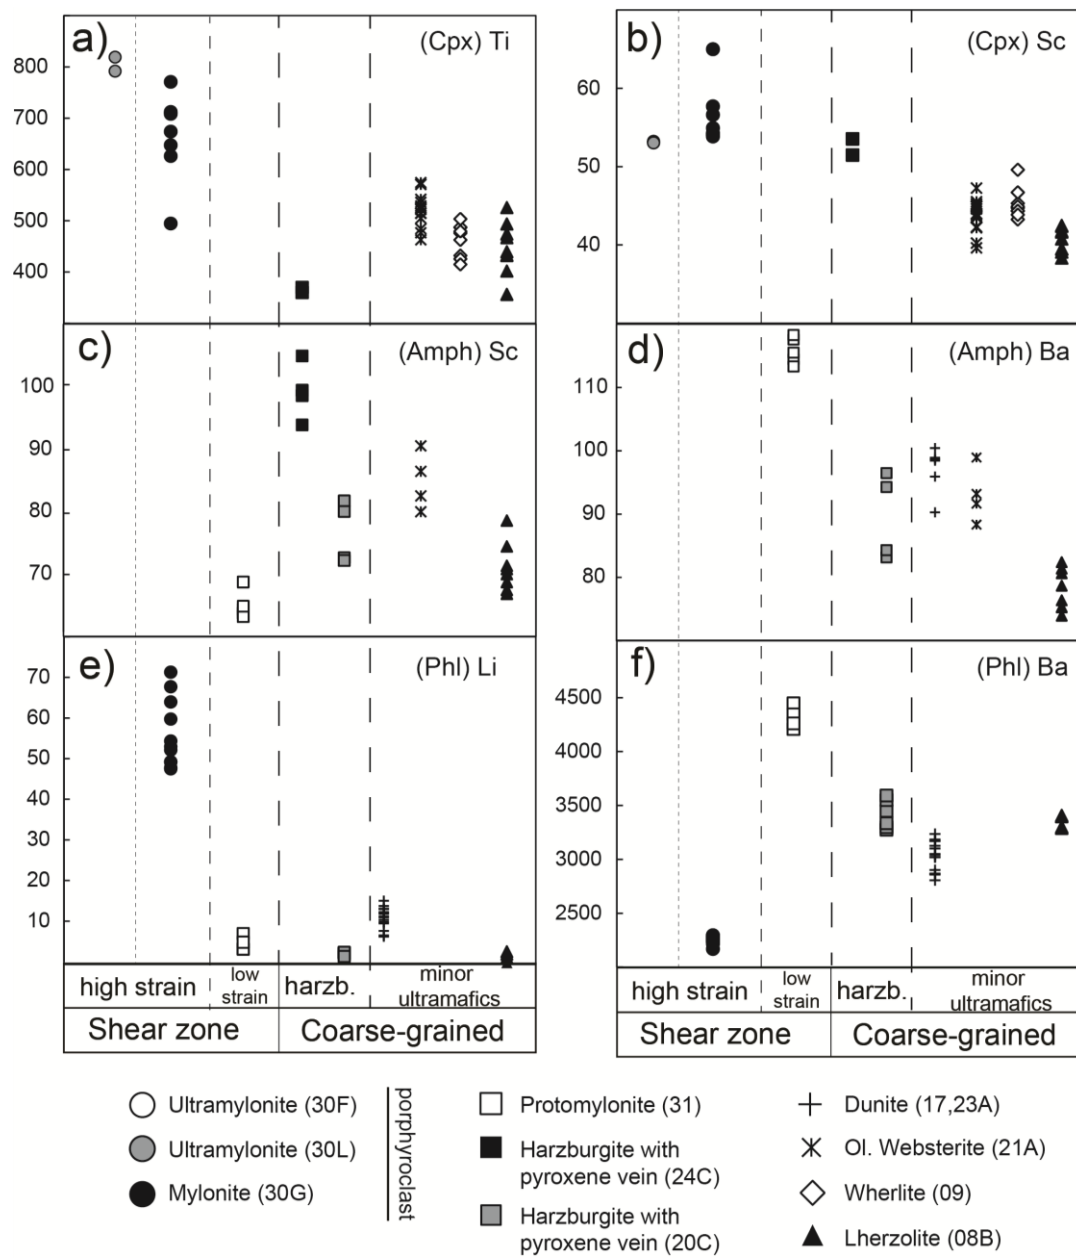 a)
(Cpx) Ti
800
700
600
500
400
b)
(Cpx) Sc
60
50
40
c)
(Amph) Sc
100
90
80
70
d)
(Amph) Ba
110
100
90
80
e)
(Phl) Li
70
60
50
40
30
20
10
f)
(Phl) Ba
4500
4000
3500
3000
2500
high strain
low
strain
harzb.
minor
ultramafics
Shear zone
Coarse-grained
high strain
low
strain
harzb.
minor
ultramafics
Shear zone
Coarse-grained
Ultramylonite (30F)
Ultramylonite (30L)
Mylonite (30G)
porphyroclast
Protomylonite (31)
Harzburgite with
pyroxene vein (24C)
Harzburgite with
pyroxene vein (20C)
Dunite (17,23A)
Ol. Websterite (21A)
Wherlite (09)
Lherzolite (08B)